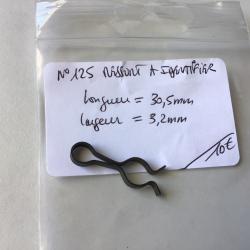 N° 125 RESSORT A IDENTIFIER
Longueur = 30,5mm
Largeur = 3,2mm
10€